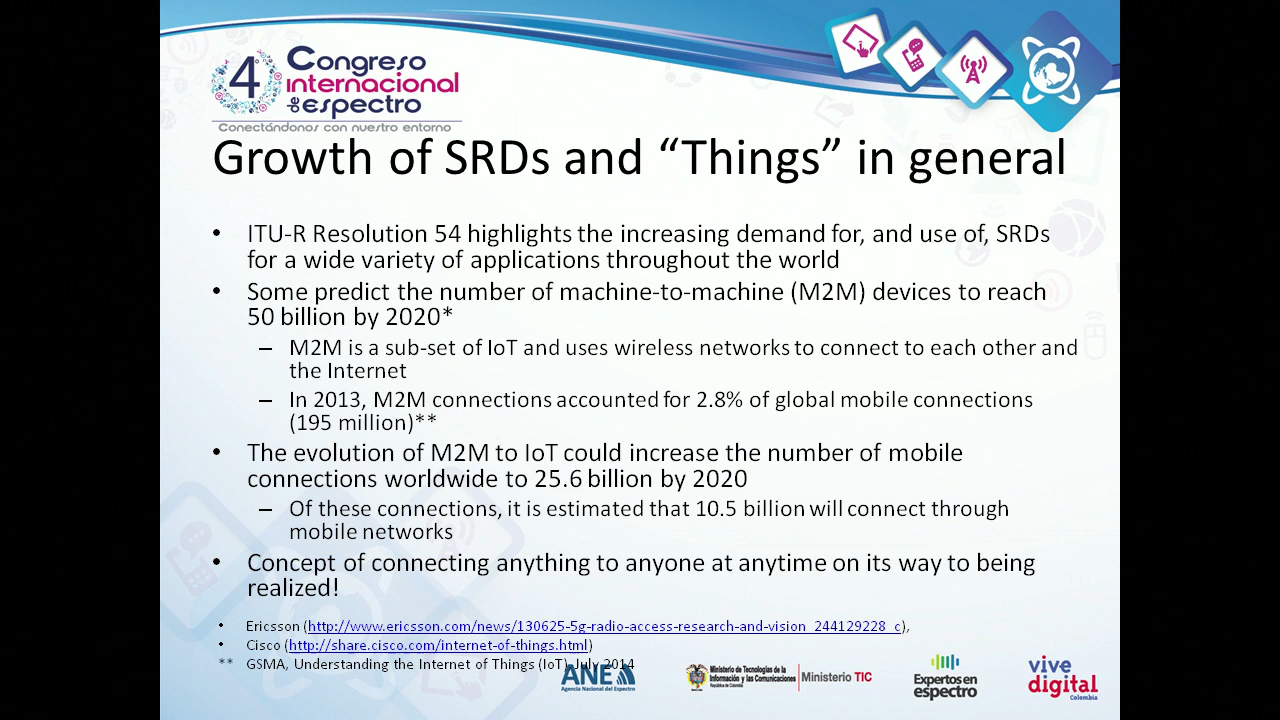 4°
Congreso
internacional
de espectro
Conectándonos con nuestro entorno
Growth of SRDs and “Things” in general
• ITU-R Resolution 54 highlights the increasing demand for, and use of, SRDs
for a wide variety of applications throughout the world
• Some predict the number of machine-to-machine (M2M) devices to reach
50 billion by 2020*
– M2M is a sub-set of IoT and uses wireless networks to connect to each other and
the Internet
– In 2013, M2M connections accounted for 2.8% of global mobile connections
(195 million)**
• The evolution of M2M to IoT could increase the number of mobile
connections worldwide to 25.6 billion by 2020
– Of these connections, it is estimated that 10.5 billion will connect through
mobile networks
• Concept of connecting anything to anyone at anytime on its way to being
realized!
• Ericsson (http://www.ericsson.com/news/130625-5g-radio-access-research-and-vision_244129228_c),
• Cisco (http://share.cisco.com/internet-of-things.html)
** GSMA, Understanding the Internet of Things (IoT), July 2014
ANE
Agencia Nacional del Espectro
Ministerio de Tecnologías de la
Información y las Comunicaciones
República de Colombia
Ministerio TIC
Expertos en
espectro
vive
digital
Colombia